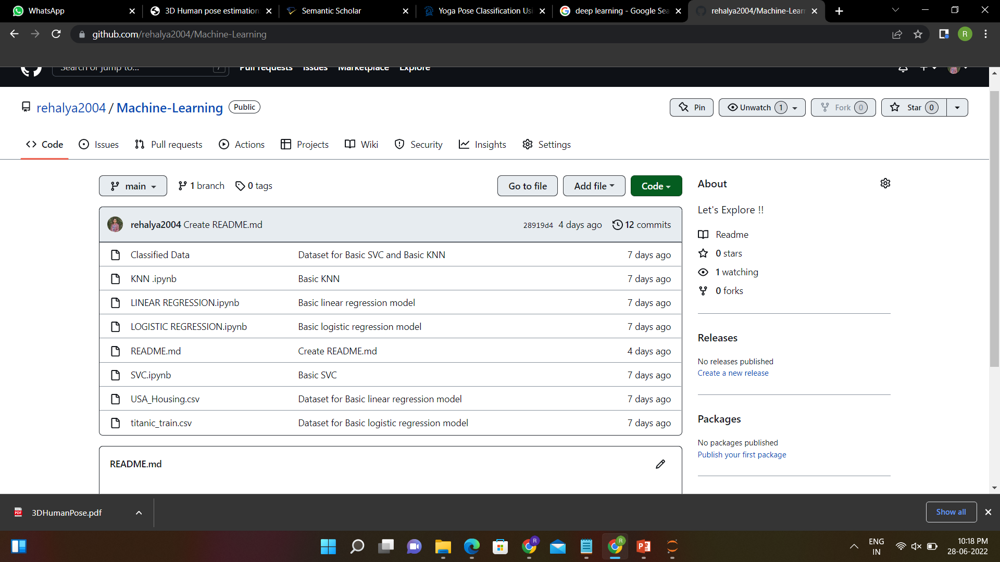 WhatsApp
3D Human pose estimation
Semantic Scholar
Yoga Pose Classification Usi
deep learning - Google Sea
rehalya2004/Machine-Learn
github.com/rehalya2004/Machine-Learning
R
Search or jump to...
/
Pull requests Issues Marketplace Explore
rehalya2004 / Machine-Learning Public
Pin
Unwatch 1
Fork 0
Star 0
Code
Issues
Pull requests
Actions
Projects
Wiki
Security
Insights
Settings
main
1 branch
0 tags
Go to file
Add file
Code
rehalya2004 Create README.md 28919d4 4 days ago 12 commits
Classified Data Dataset for Basic SVC and Basic KNN 7 days ago
KNN .ipynb Basic KNN 7 days ago
LINEAR REGRESSION.ipynb Basic linear regression model 7 days ago
LOGISTIC REGRESSION.ipynb Basic logistic regression model 7 days ago
README.md Create README.md 4 days ago
SVC.ipynb Basic SVC 7 days ago
USA_Housing.csv Dataset for Basic linear regression model 7 days ago
titanic_train.csv Dataset for Basic logistic regression model 7 days ago
README.md
About
Let's Explore !!
Readme
0 stars
1 watching
0 forks
Releases
No releases published
Create a new release
Packages
No packages published
Publish your first package
PDF
3DHumanPose.pdf
Show all
R
R
P
ENG
IN
10:18 PM
28-06-2022